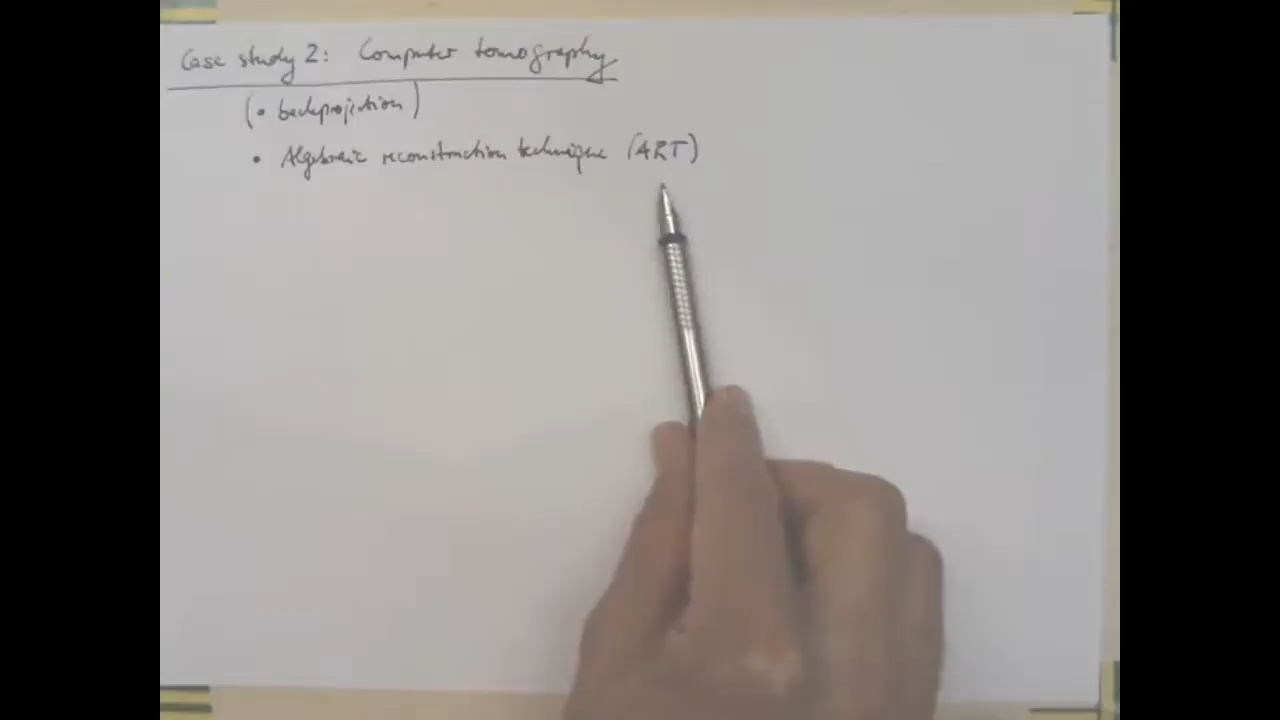 Case study 2: Computer tomography
(• backprojection)
• Algebraic reconstruction technique (ART)